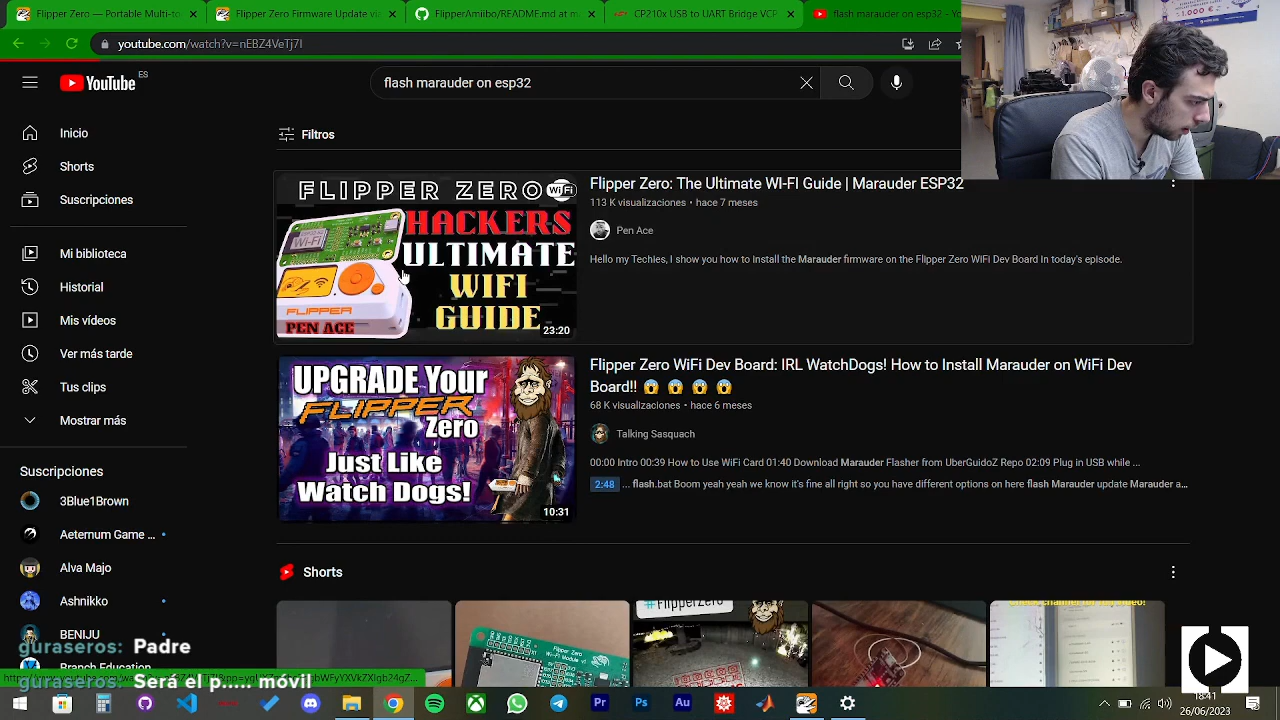 Flipper Zero — Portable Multi-to
Flipper Zero Firmware Update vi
FlipperAmiibo/README.md at m
CP210x USB to UART Bridge VCP
flash marauder on esp32 - Yo
youtube.com/watch?v=nEBZ4VeTj7I
YouTube
ES
flash marauder on esp32
Inicio
Shorts
Suscripciones
Mi biblioteca
Historial
Mis vídeos
Ver más tarde
Tus clips
Mostrar más
Suscripciones
3Blue1Brown
Aeternum Game ...
Alva Majo
Ashnikko
BENIJU
Branch Education
Filtros
FLIPPER ZERO WiFi
HACKERS
ULTIMATE
WIFI
GUIDE
FLIPPER
PEN ACE
23:20
Flipper Zero: The Ultimate WI-FI Guide | Marauder ESP32
113 K visualizaciones • hace 7 meses
Pen Ace
Hello my Techies, I show you how to install the Marauder firmware on the Flipper Zero WiFi Dev Board In today's episode.
UPGRADE Your
FLIPPER
Zero
Just Like
Watch Dogs!
10:31
Flipper Zero WiFi Dev Board: IRL WatchDogs! How to Install Marauder on WiFi Dev
Board!! 😱 😱 😱 😱
68 K visualizaciones • hace 6 meses
Talking Sasquach
00:00 Intro 00:39 How to Use WiFi Card 01:40 Download Marauder Flasher from UberGuidoZ Repo 02:09 Plug in USB while ...
2:48 ... flash.bat Boom yeah yeah we know it's fine all right so you have different options on here flash Marauder update Marauder a...
Shorts
#FlipperZero
guraseros: Padre
guraseros: Será el p..... móvil
18:41
26/06/2023